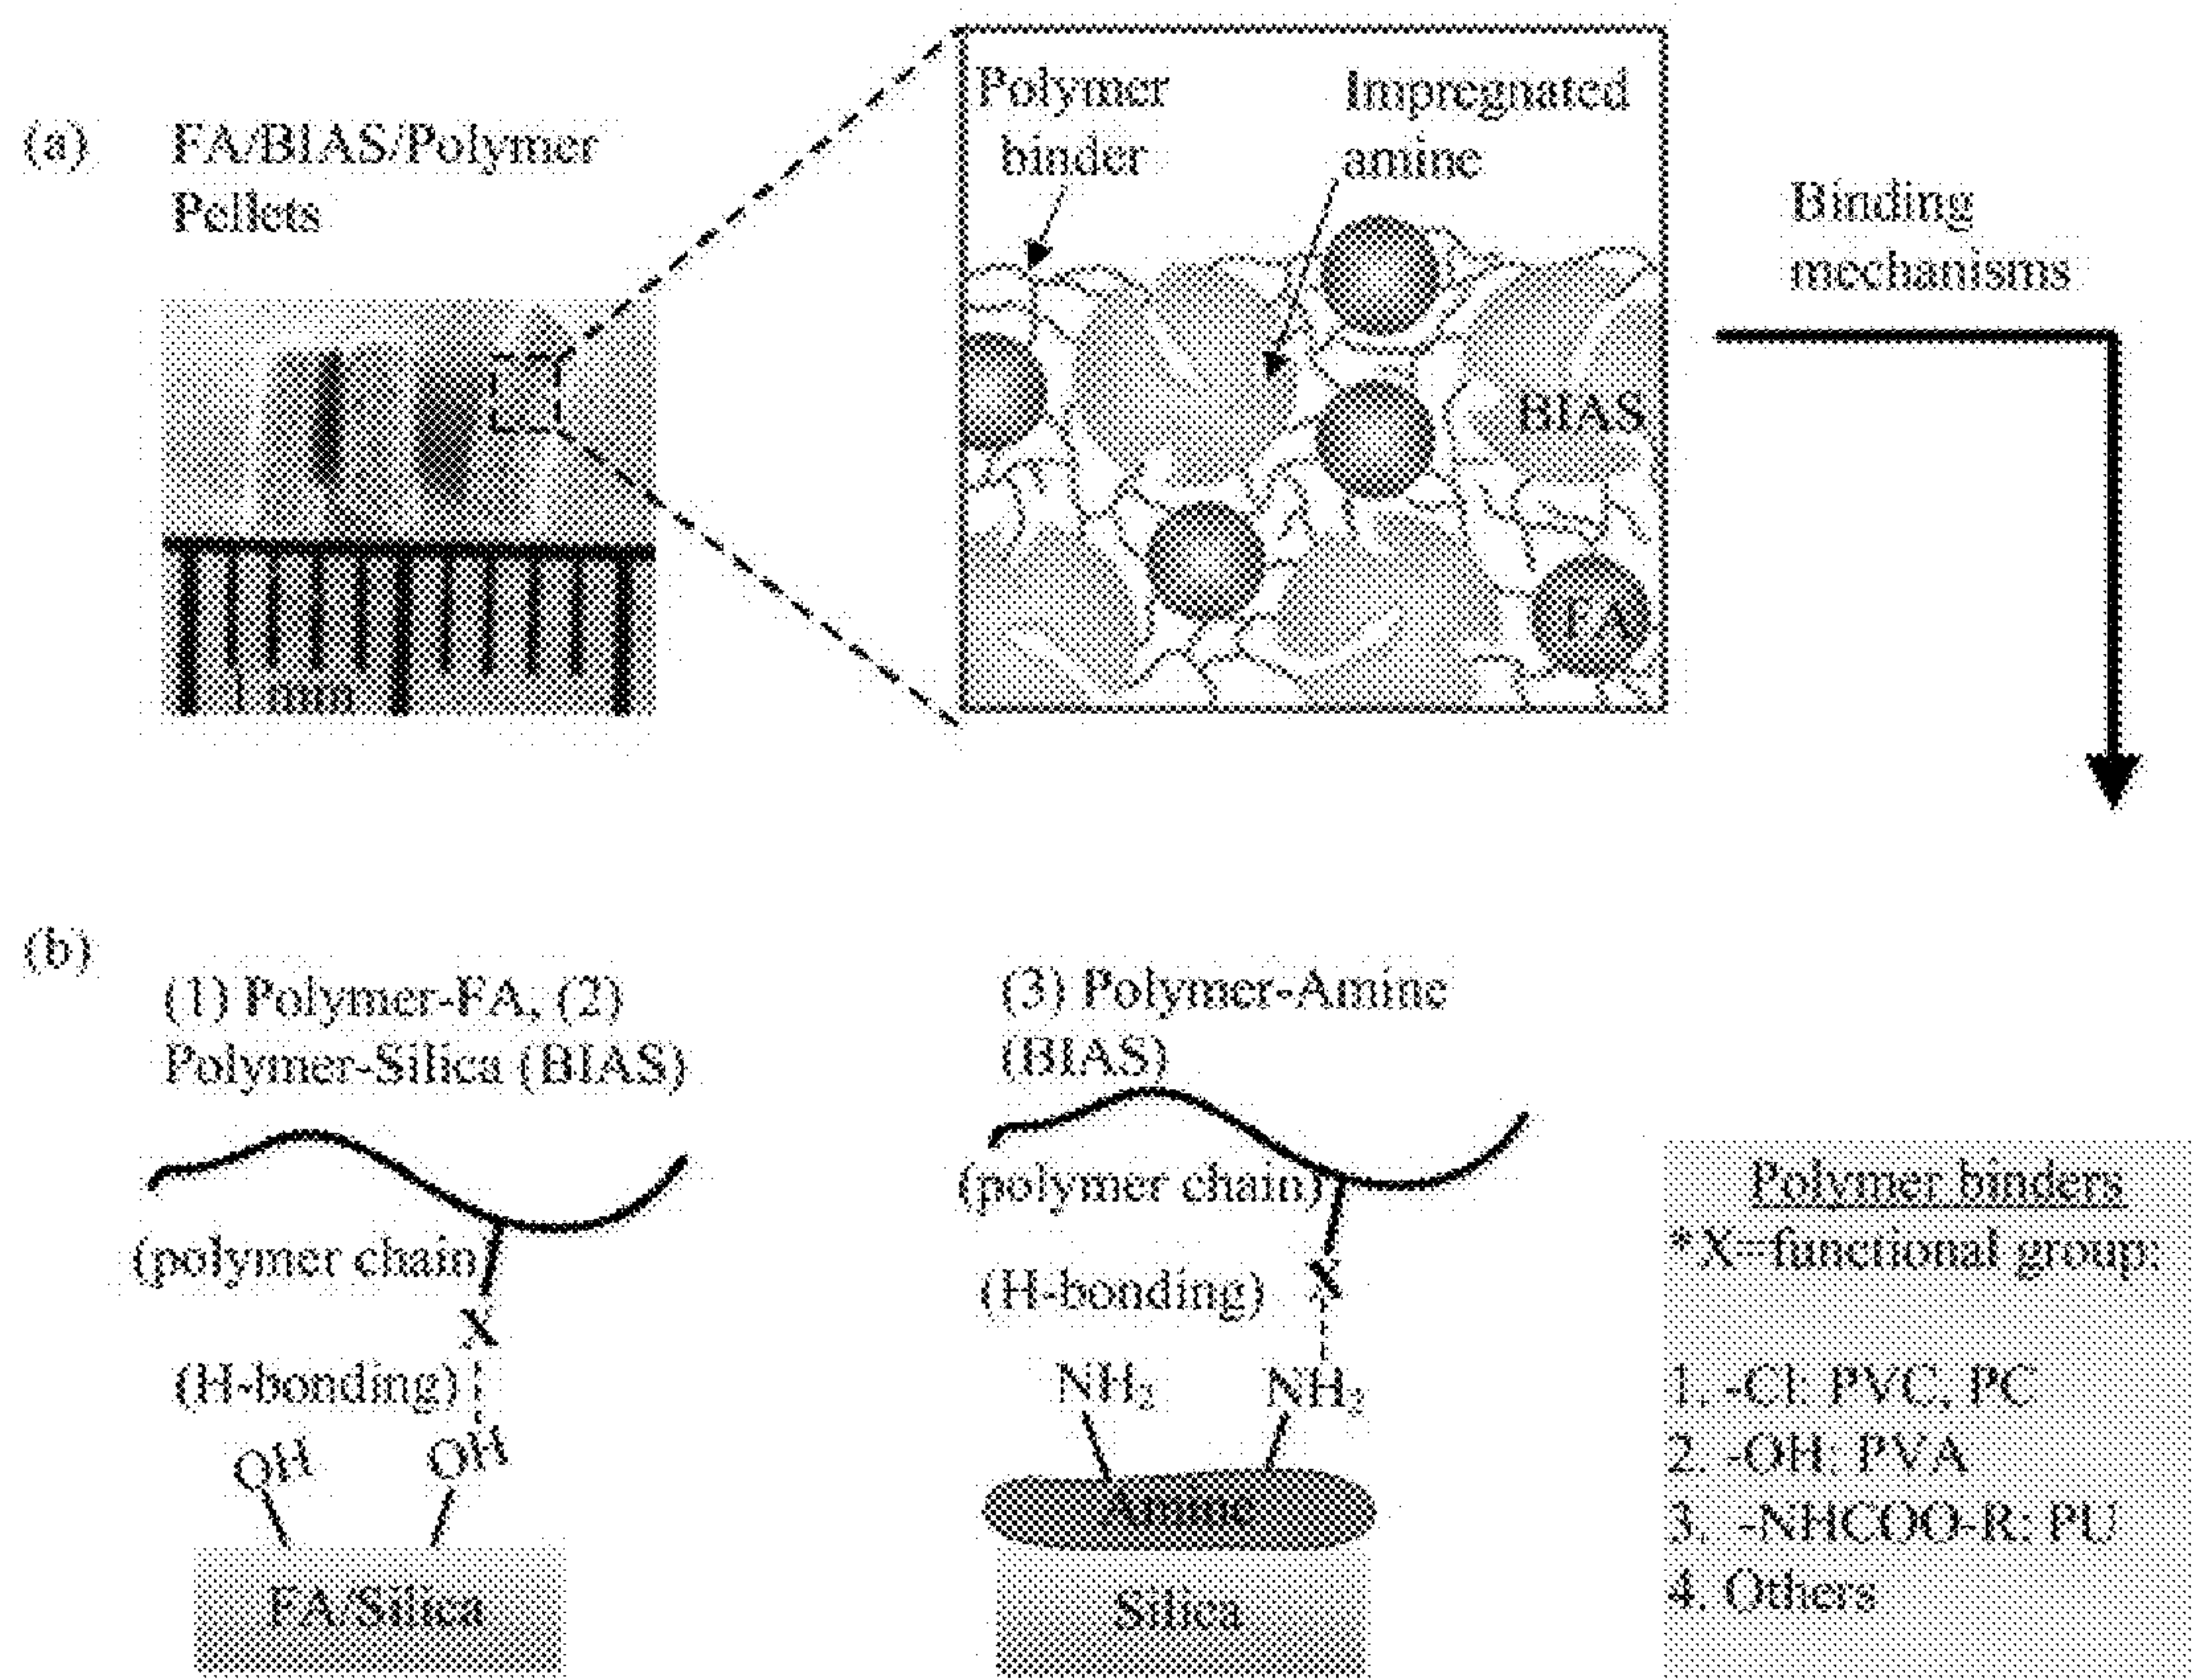 (a) FA/BIAS/Polymer
Pellets
1 mm
Polymer
binder
Impregnated
amine
BIAS
FA
Binding
mechanisms
(b)
(1) Polymer-FA, (2)
Polymer-Silica (BIAS)
(polymer chain)
X
(H-bonding)
OH OH
FA/Silica
(3) Polymer-Amine
(BIAS)
(polymer chain)
X
(H-bonding)
NH₂ NH₂
Amine
Silica
Polymer binders
*X=functional group:
1. -Cl: PVC, PC
2. -OH: PVA
3. -NHCOO-R: PU
4. Others